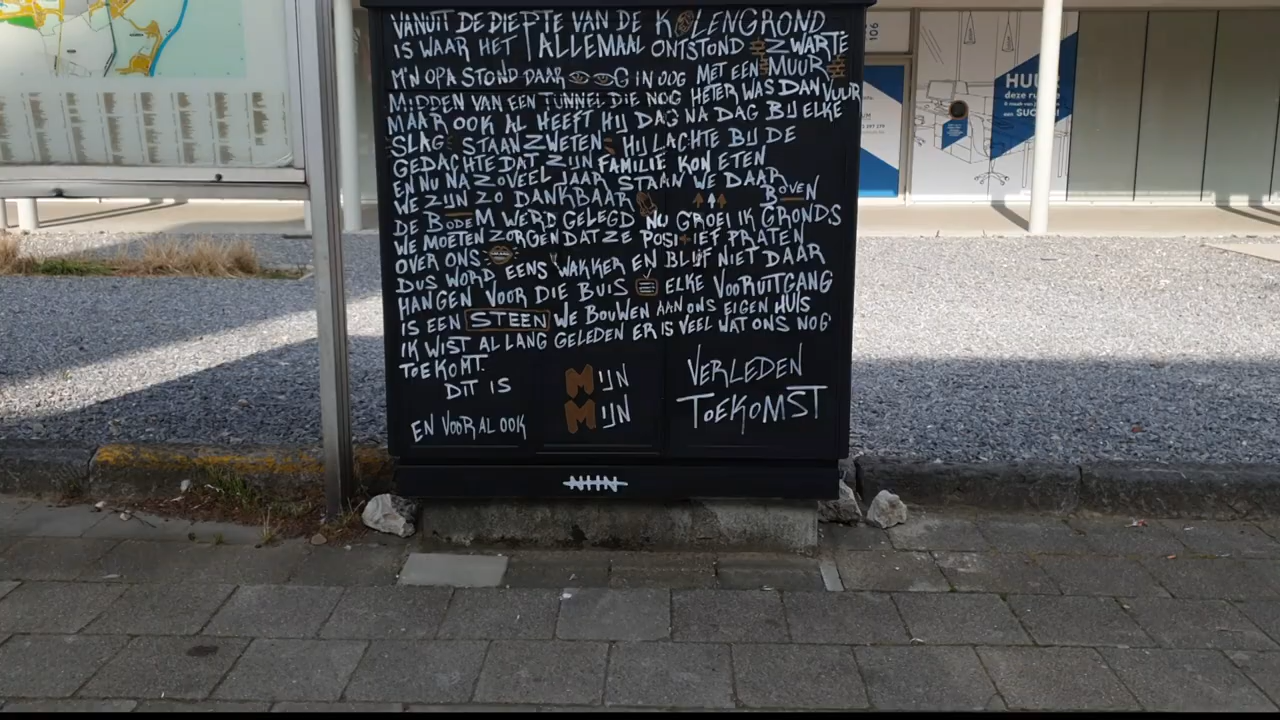 VANUIT DE DIEPTE VAN DE KOLENGROND
IS WAAR HET ALLEMAAL ONTSTOND ZWARTE
M'N OPA STOND DAAR OOG IN OOG MET EEN MUUR
MIDDEN VAN EEN TUNNEL DIE NOG HETER WAS DAN VUUR
MAAR OOK AL HEEFT HIJ DAG NA DAG BIJ ELKE
SLAG STAAN ZWETEN HIJ LACHTE BIJ DE
GEDACHTE DAT ZIJN FAMILIE KON ETEN
EN NU NA ZOVEEL JAAR STAAN WE DAAR
WE ZIJN ZO DANKBAAR BOVEN
DE BODEM WERD GELEGD NU GROEI IK GRONDS
WE MOETEN ZORGEN DAT ZE POSITIEF PRATEN
OVER ONS
DUS WORD EENS WAKKER EN BLIJF NIET DAAR
HANGEN VOOR DIE BUIS ELKE VOORUITGANG
IS EEN STEEN WE BOUWEN AAN ONS EIGEN HUIS
IK WIST AL LANG GELEDEN ER IS VEEL WAT ONS NOG
TOEKOMT.
DIT IS MIJN VERLEDEN
EN VOORAL OOK MIJN TOEKOMST
106
HUUR
deze ru